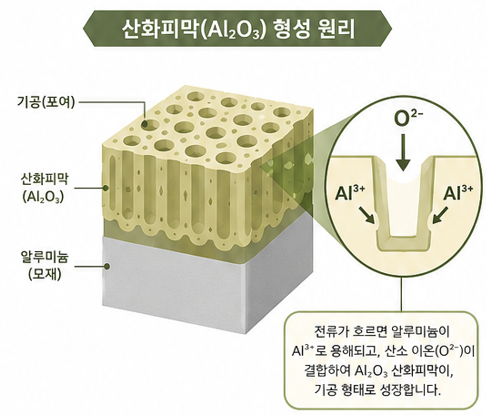 산화피막(Al₂O₃) 형성 원리
기공(포여)
산화피막
(Al₂O₃)
알루미늄
(모재)
O²⁻
Al³⁺
Al³⁺
전류가 흐르면 알루미늄이
Al³⁺로 용해되고, 산소 이온(O²⁻)이
결합하여 Al₂O₃ 산화피막이,
기공 형태로 성장합니다.